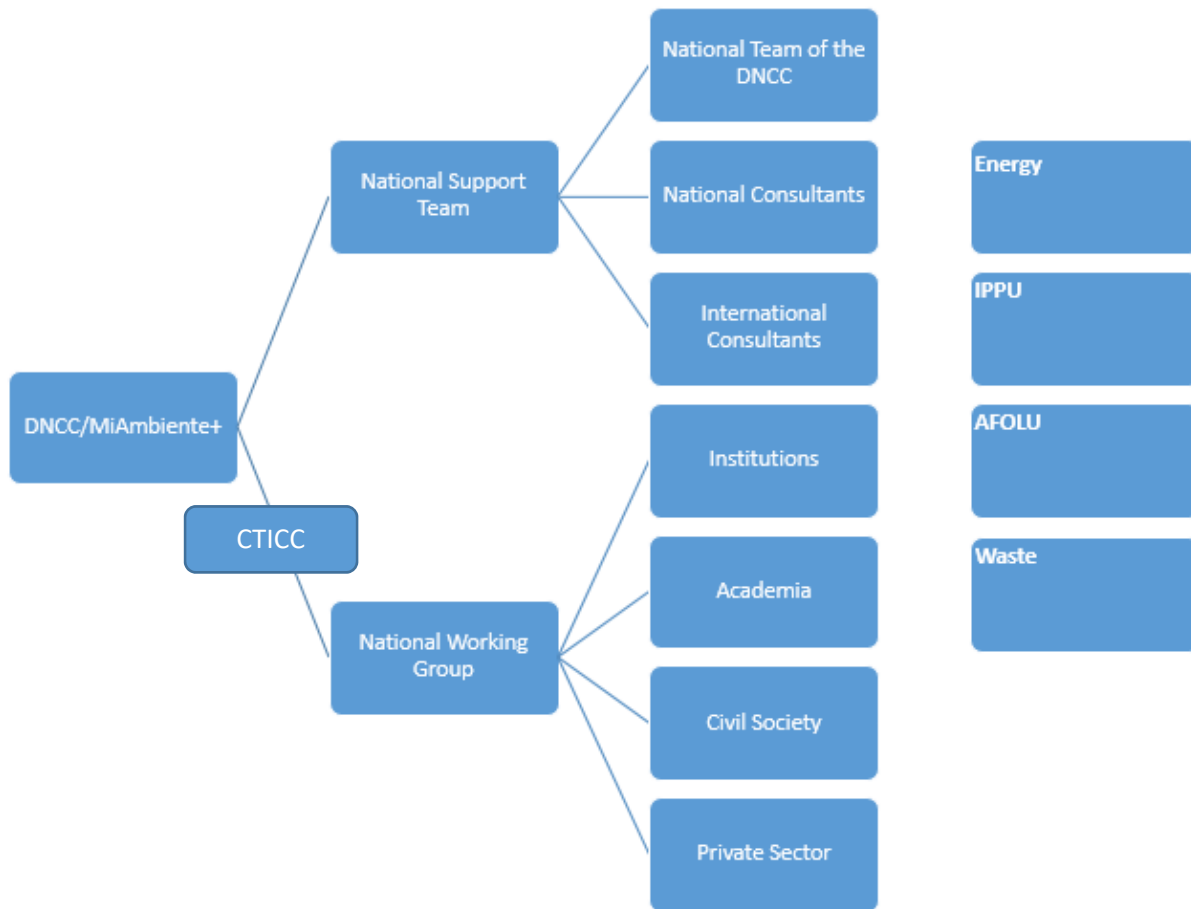 National Team of the
DNCC
National Support
Team
National Consultants
Energy
International
Consultants
IPPU
DNCC/MiAmbiente+
Institutions
AFOLU
CTICC
Academia
Waste
National Working
Group
Civil Society
Private Sector